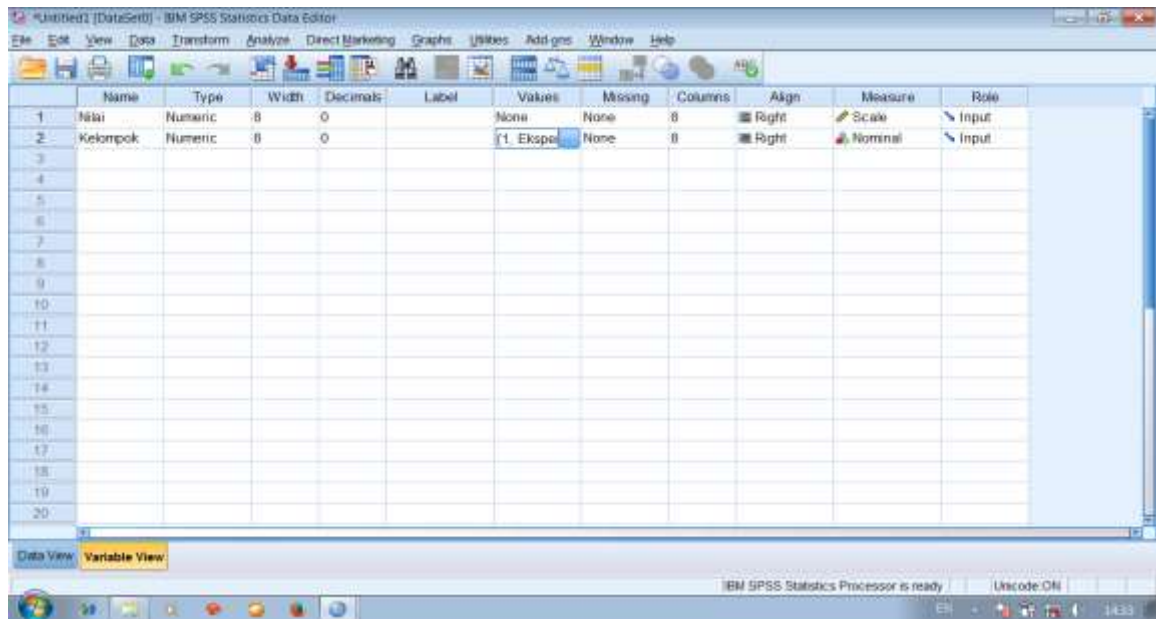 *Untitled1 [DataSet0] - IBM SPSS Statistics Data Editor
File Edit View Data Transform Analyze Direct Marketing Graphs Utilities Add-ons Window Help
Name Type Width Decimals Label Values Missing Columns Align Measure Role
1 Nilai Numeric 8 0 None None 8 Right Scale Input
2 Kelompok Numeric 8 0 {1, Ekspe None 8 Right Nominal Input
3
4
5
6
7
8
9
10
11
12
13
14
15
16
17
18
19
20
Data View Variable View
IBM SPSS Statistics Processor is ready Unicode:ON
EN 14:33